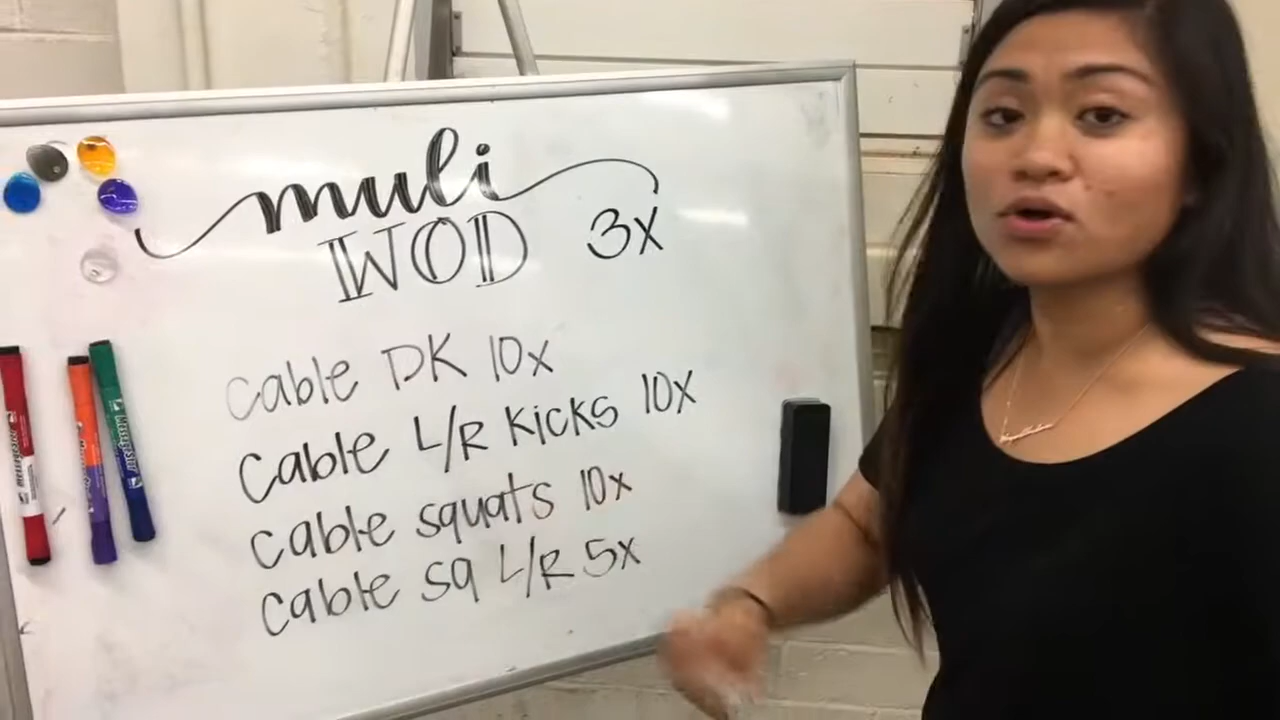 muli
WOD 3x
cable DK 10x
cable L/R kicks 10x
cable squats 10x
cable sq L/R 5x